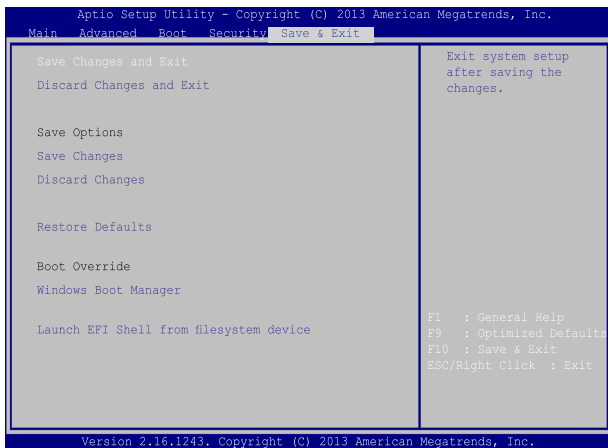 Aptio Setup Utility - Copyright (C) 2013 American Megatrends, Inc.
Main Advanced Boot Security Save & Exit
Save Changes and Exit
Discard Changes and Exit
Save Options
Save Changes
Discard Changes
Restore Defaults
Boot Override
Windows Boot Manager
Launch EFI Shell from filesystem device
Exit system setup
after saving the
changes.
F1 : General Help
F9 : Optimized Defaults
F10 : Save & Exit
ESC/Right Click : Exit
Version 2.16.1243. Copyright (C) 2013 American Megatrends, Inc.